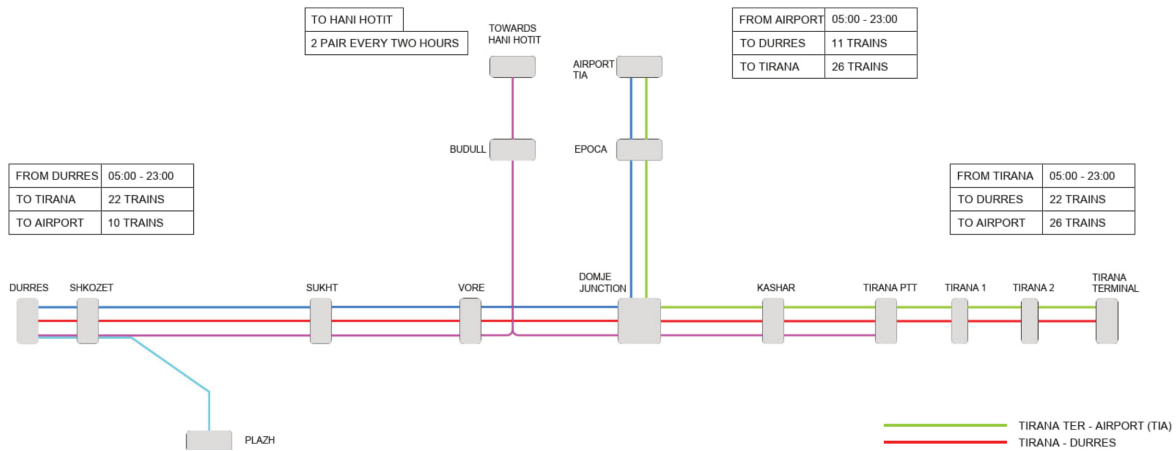 TO HANI HOTIT
2 PAIR EVERY TWO HOURS
TOWARDS
HANI HOTIT
AIRPORT
TIA
FROM AIRPORT 05:00 - 23:00
TO DURRES 11 TRAINS
TO TIRANA 26 TRAINS
BUDULL
EPOCA
FROM DURRES 05:00 - 23:00
TO TIRANA 22 TRAINS
TO AIRPORT 10 TRAINS
FROM TIRANA 05:00 - 23:00
TO DURRES 22 TRAINS
TO AIRPORT 26 TRAINS
DURRES
SHKOZET
SUKHT
VORE
DOMJE
JUNCTION
KASHAR
TIRANA PTT
TIRANA 1
TIRANA 2
TIRANA
TERMINAL
PLAZH
TIRANA TER - AIRPORT (TIA)
TIRANA - DURRES